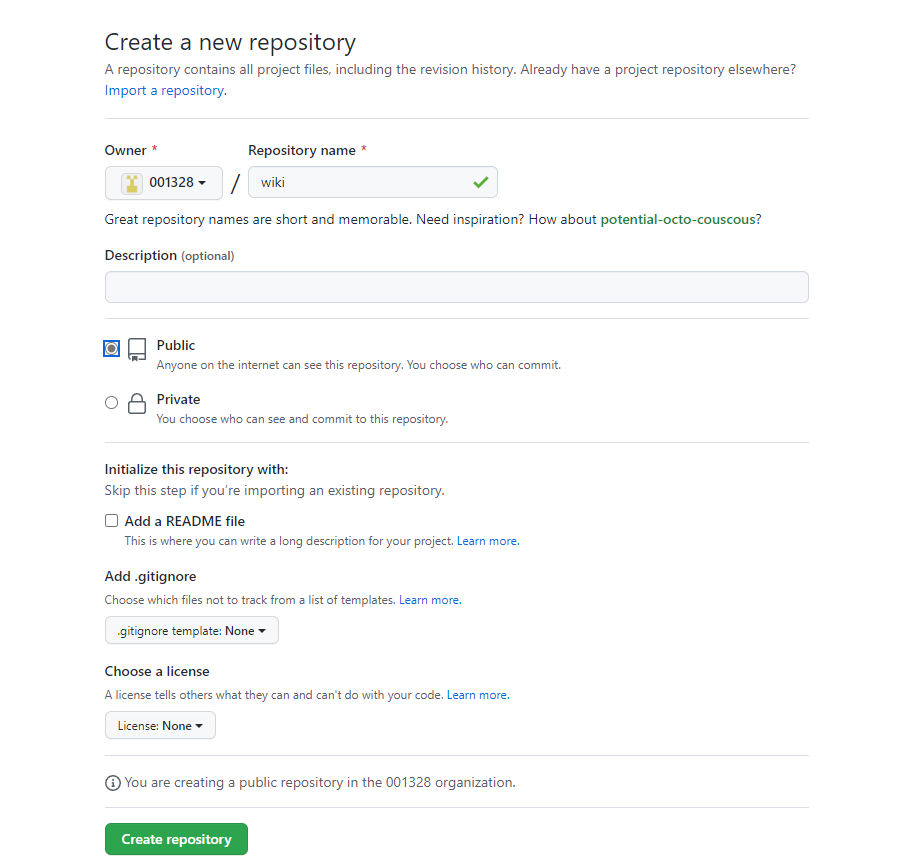 Create a new repository
A repository contains all project files, including the revision history. Already have a project repository elsewhere?
Import a repository.
Owner * Repository name *
001328 / wiki
Great repository names are short and memorable. Need inspiration? How about potential-octo-couscous?
Description (optional)
Public
Anyone on the internet can see this repository. You choose who can commit.
Private
You choose who can see and commit to this repository.
Initialize this repository with:
Skip this step if you're importing an existing repository.
Add a README file
This is where you can write a long description for your project. Learn more.
Add .gitignore
Choose which files not to track from a list of templates. Learn more.
.gitignore template: None
Choose a license
A license tells others what they can and can't do with your code. Learn more.
License: None
You are creating a public repository in the 001328 organization.
Create repository